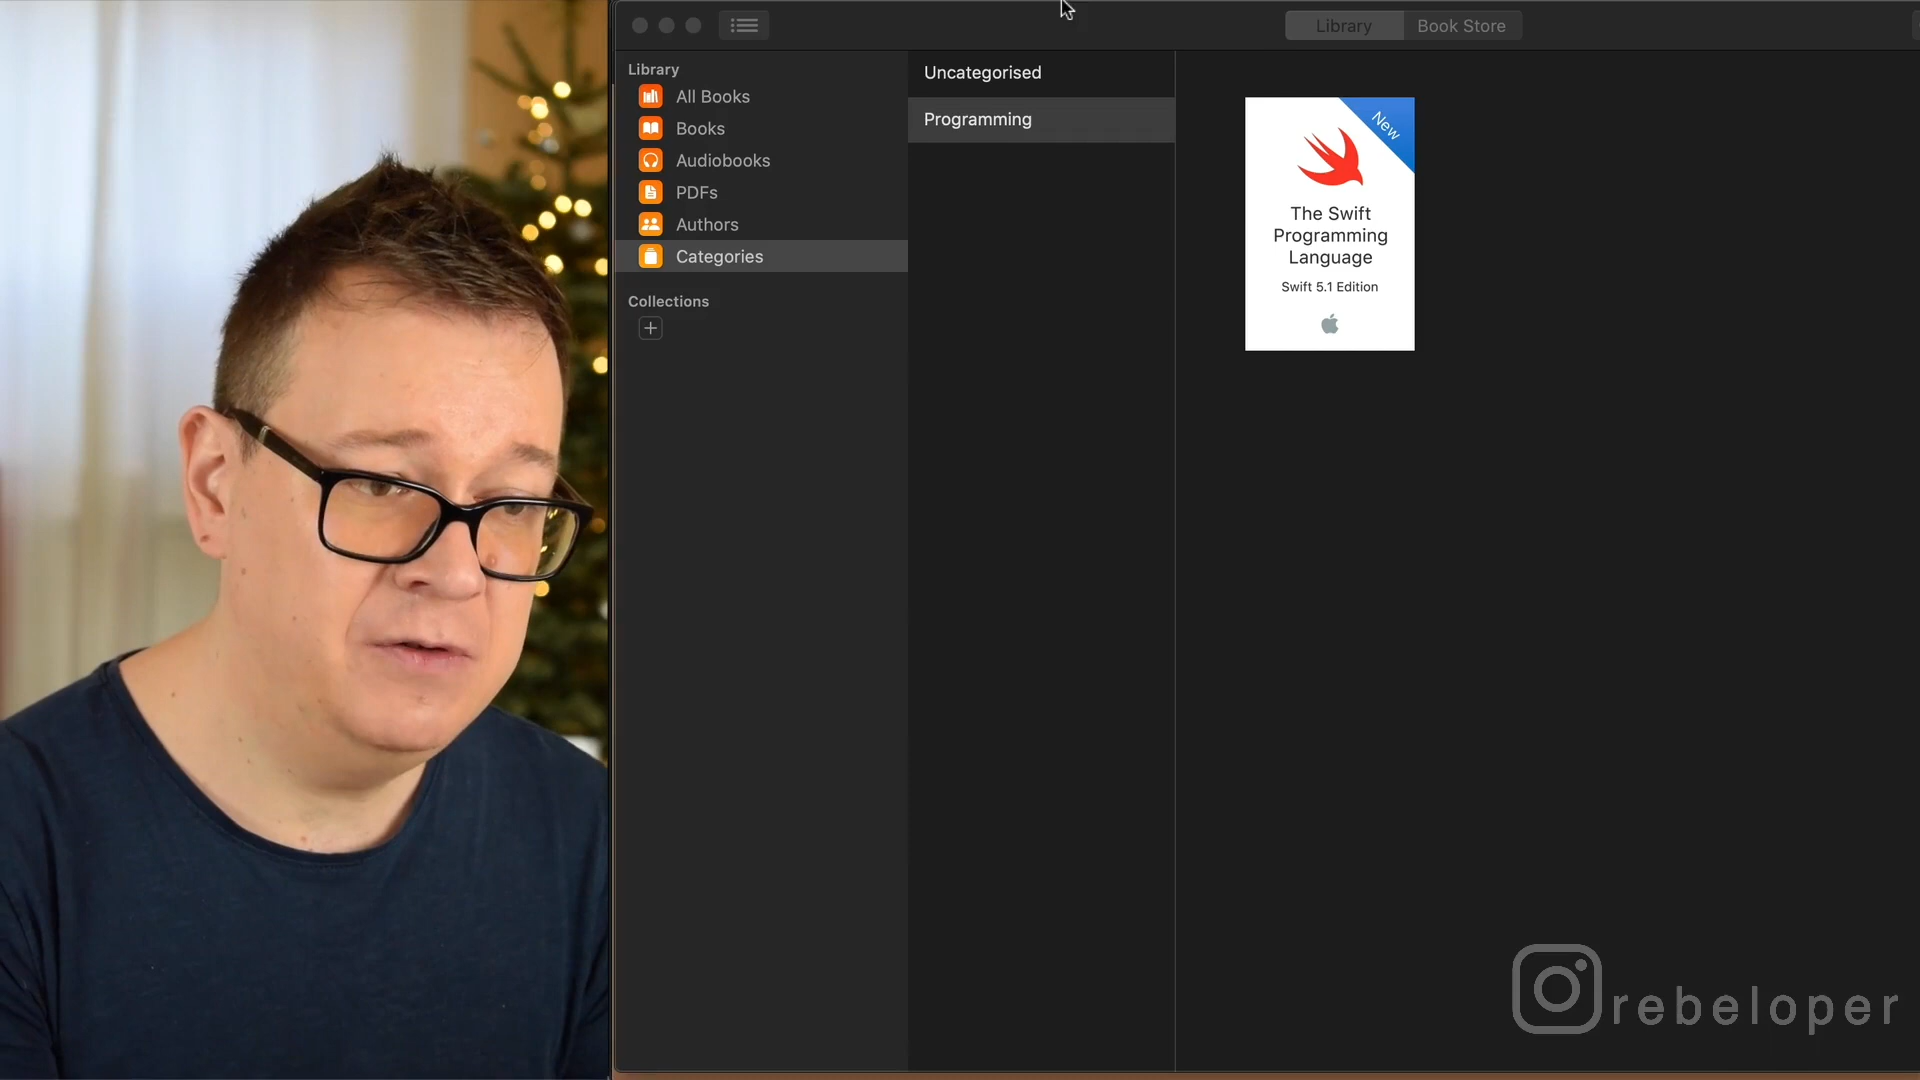 Library
Book Store
Library
All Books
Books
Audiobooks
PDFs
Authors
Categories
Collections
Uncategorised
Programming
New
The Swift
Programming
Language
Swift 5.1 Edition
rebeloper